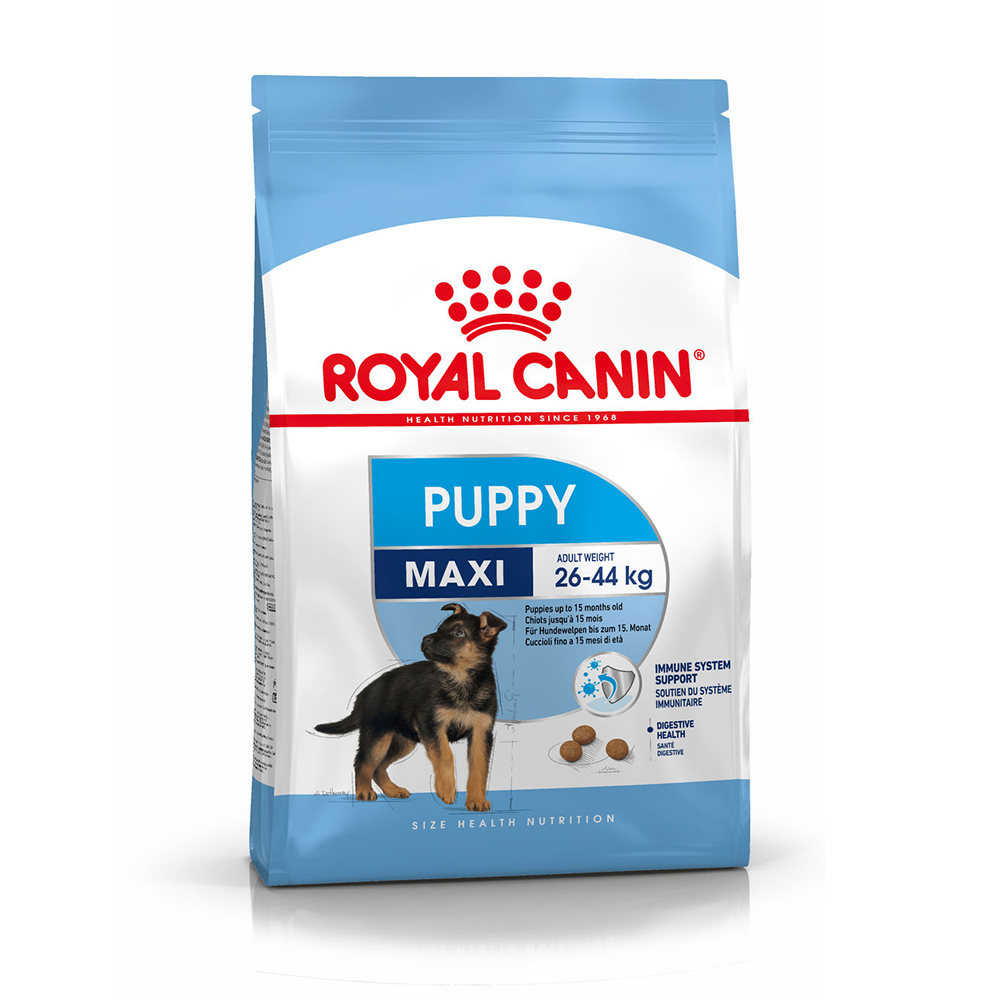 ROYAL CANIN®
HEALTH NUTRITION SINCE 1968
PUPPY
MAXI
ADULT WEIGHT
26-44 kg
Puppies up to 15 months old
Chiots jusqu'à 15 mois
Für Hundewelpen bis zum 15. Monat
Cuccioli fino a 15 mesi di età
IMMUNE SYSTEM
SUPPORT
SOUTIEN DU SYSTÈME
IMMUNITAIRE
DIGESTIVE
HEALTH
SANTÉ
DIGESTIVE
SIZE HEALTH NUTRITION